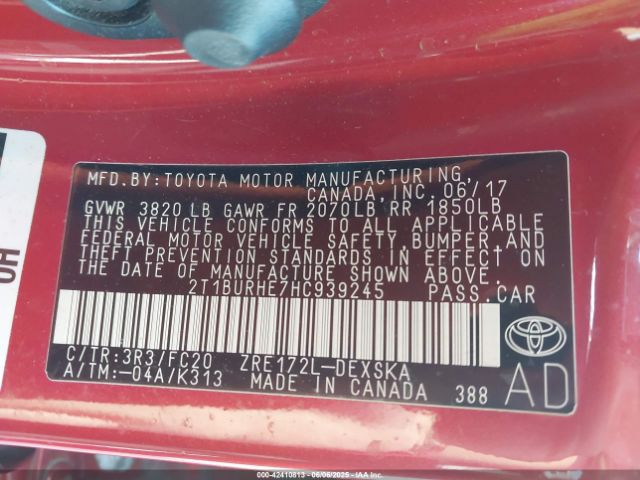 MFD.BY:TOYOTA MOTOR MANUFACTURING,
CANADA, INC. 06/17
GVWR 3820 LB GAWR FR 2070LB RR 1850LB
THIS VEHICLE CONFORMS TO ALL APPLICABLE
FEDERAL MOTOR VEHICLE SAFETY, BUMPER, AND
THEFT PREVENTION STANDARDS IN EFFECT ON
THE DATE OF MANUFACTURE SHOWN ABOVE.
2T1BURHE7HC939245 PASS.CAR
C/TR:3R3/FC20 ZRE172L-DEXSKA
A/TM:-04A/K313 MADE IN CANADA 388
AD
HO
000-42410813 - 06/06/2025 - COPYRIGHT IAA, LLC.